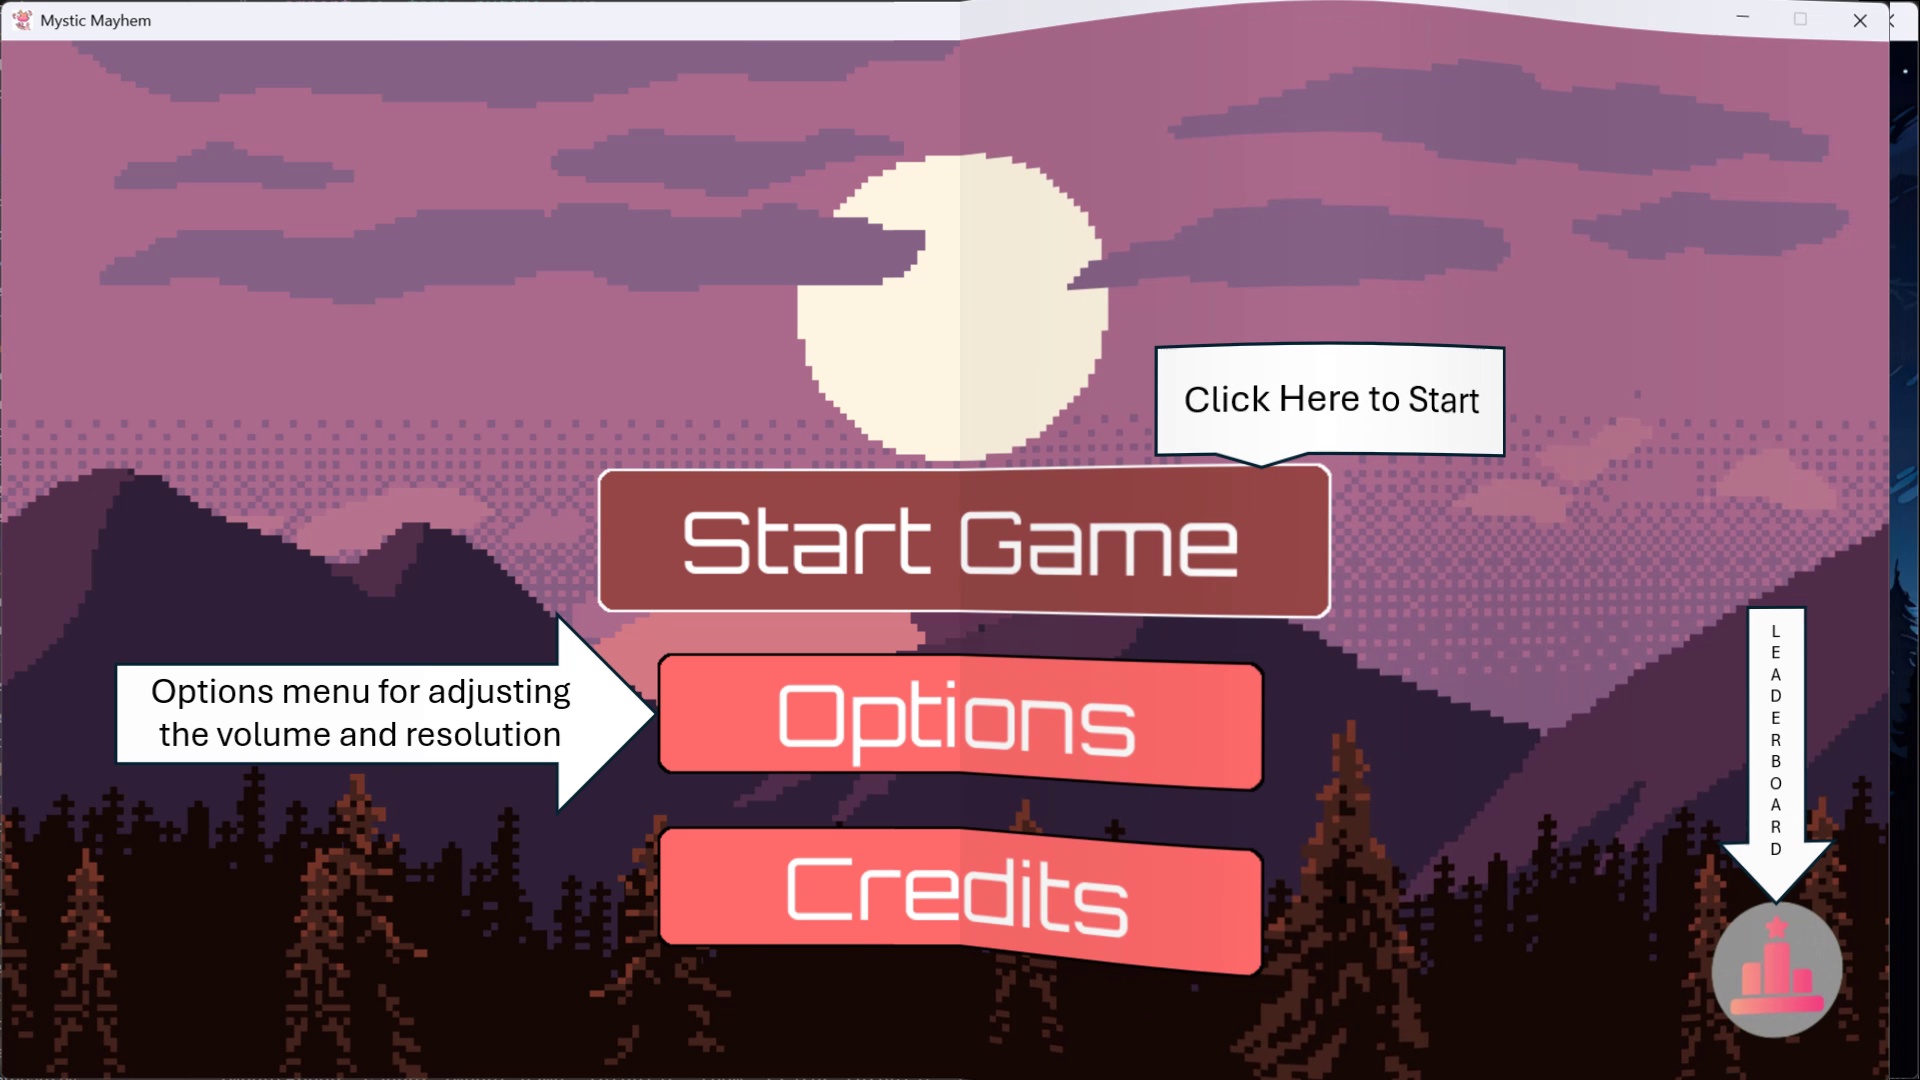 Mystic Mayhem
Click Here to Start
Start Game
Options menu for adjusting
the volume and resolution
Options
Credits
L
E
A
D
E
R
B
O
A
R
D